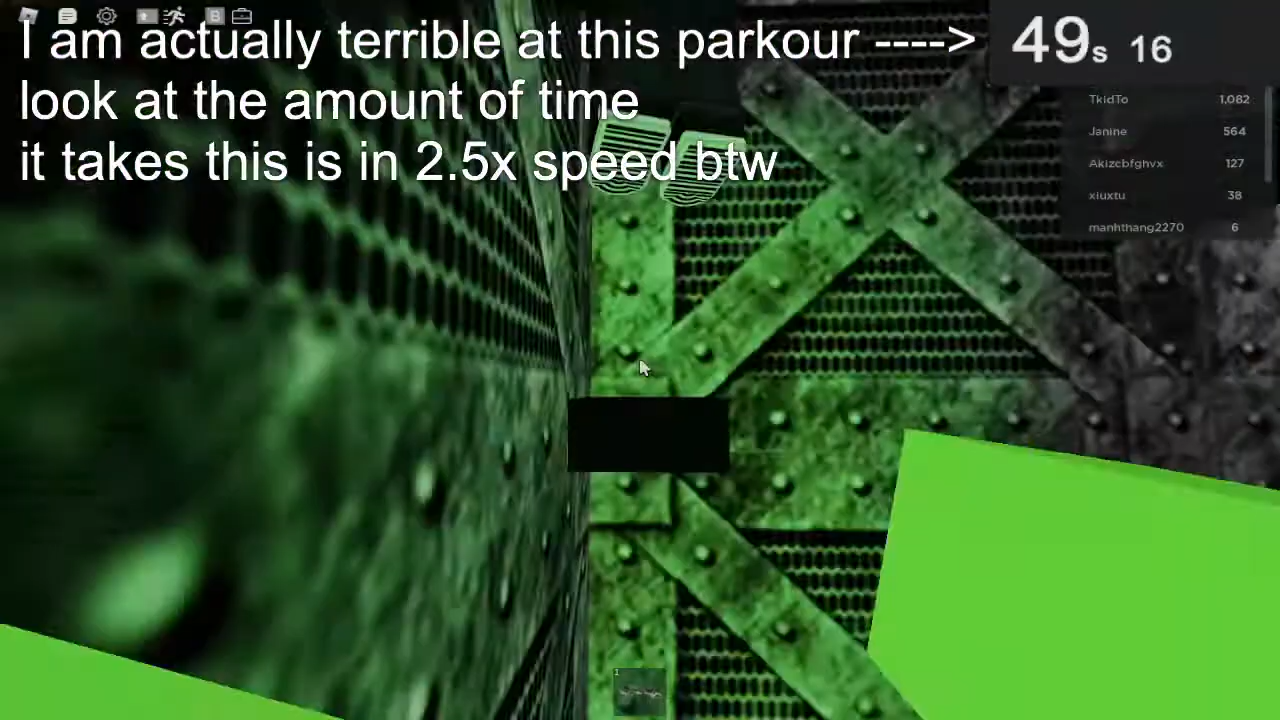 I am actually terrible at this parkour ----> 49s 16
look at the amount of time
it takes this is in 2.5x speed btw
TkidTo 1,082
Janine 564
Akizcbfghvx 127
xiuxtu 38
manhthang2270 6
B
1